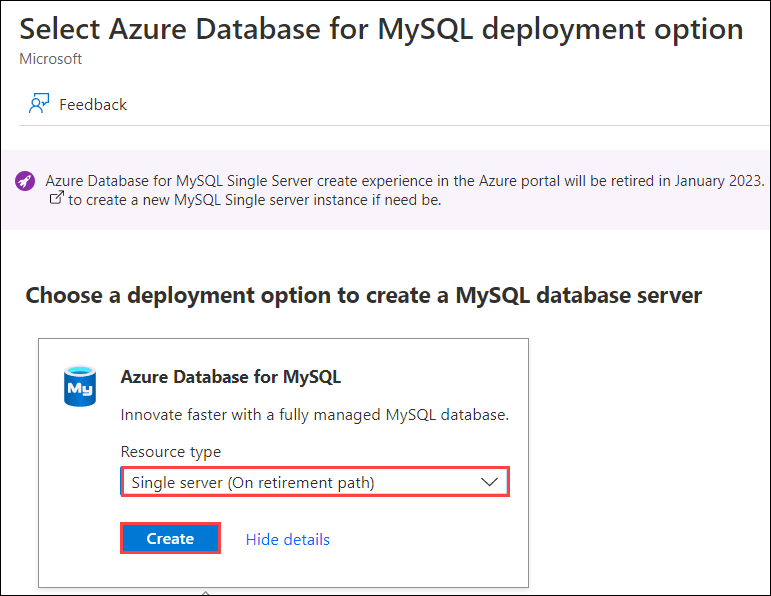 Select Azure Database for MySQL deployment option
Microsoft
Feedback
Azure Database for MySQL Single Server create experience in the Azure portal will be retired in January 2023.
to create a new MySQL Single server instance if need be.
Choose a deployment option to create a MySQL database server
My
Azure Database for MySQL
Innovate faster with a fully managed MySQL database.
Resource type
Single server (On retirement path)
Create
Hide details